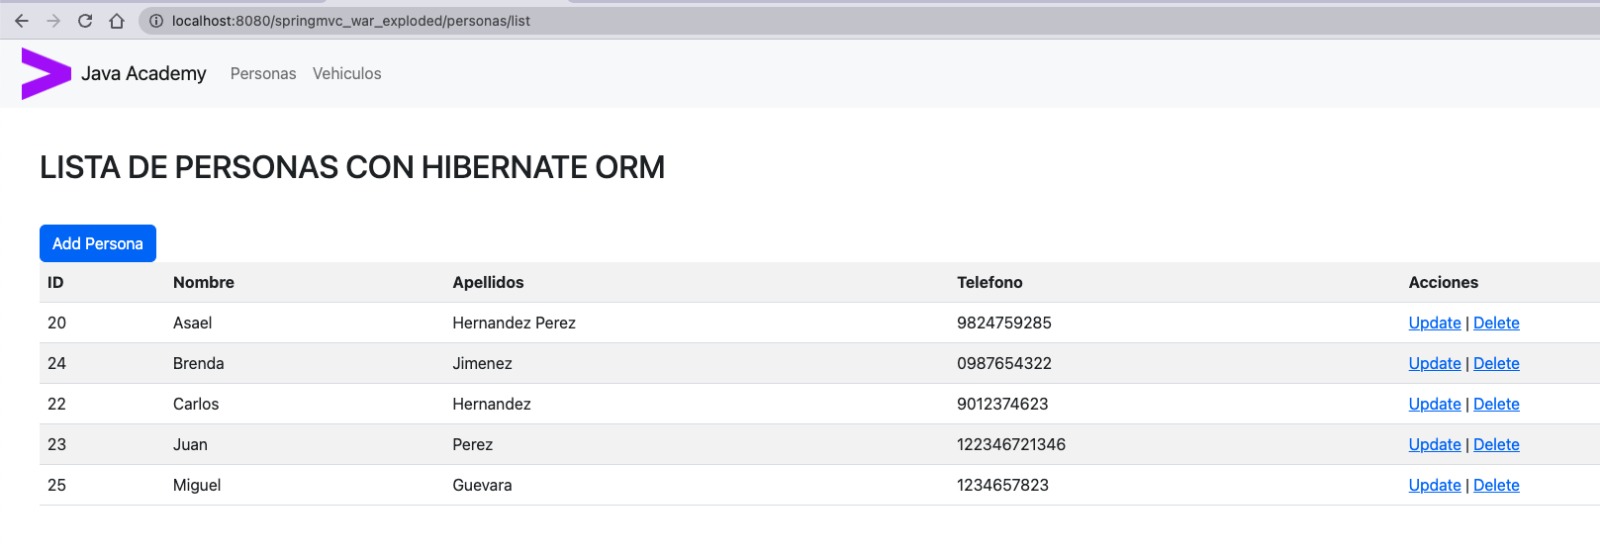 localhost:8080/springmvc_war_exploded/personas/list
Java Academy Personas Vehiculos
LISTA DE PERSONAS CON HIBERNATE ORM
Add Persona
ID Nombre Apellidos Telefono Acciones
20 Asael Hernandez Perez 9824759285 Update | Delete
24 Brenda Jimenez 0987654322 Update | Delete
22 Carlos Hernandez 9012374623 Update | Delete
23 Juan Perez 122346721346 Update | Delete
25 Miguel Guevara 1234657823 Update | Delete